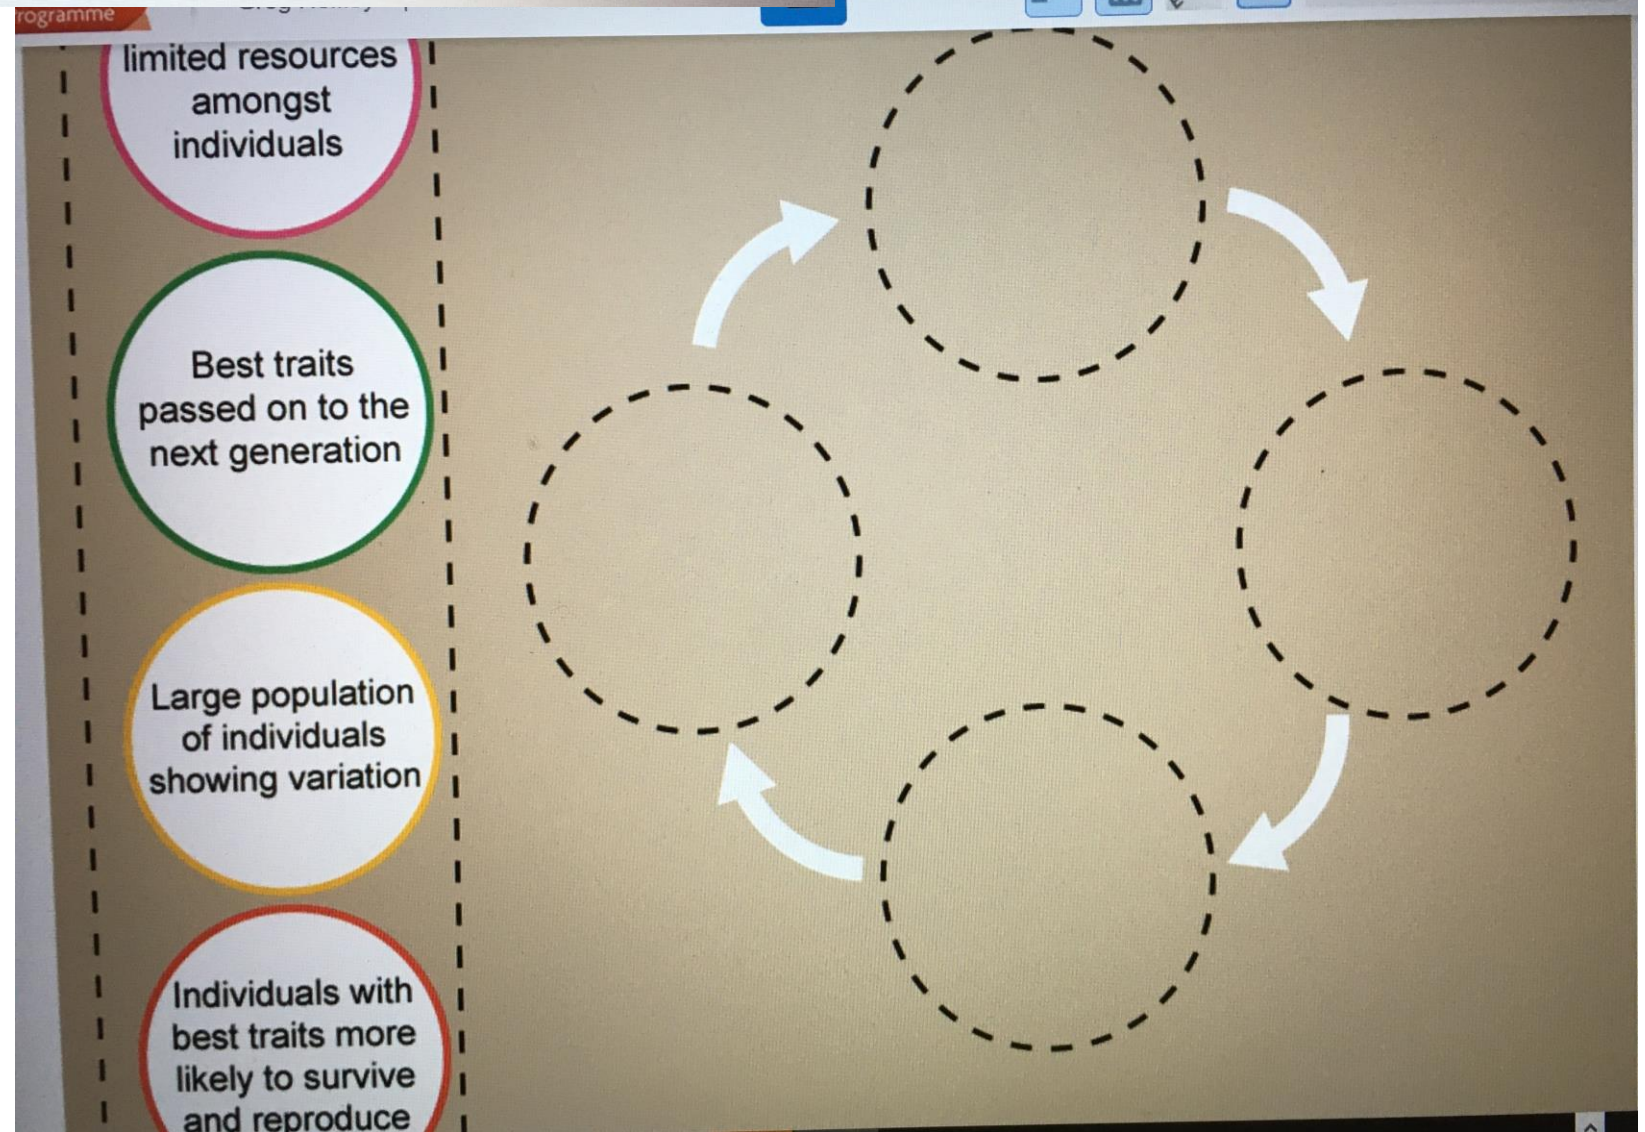 rogramme
limited resources
amongst
individuals
Best traits
passed on to the
next generation
Large population
of individuals
showing variation
Individuals with
best traits more
likely to survive
and reproduce